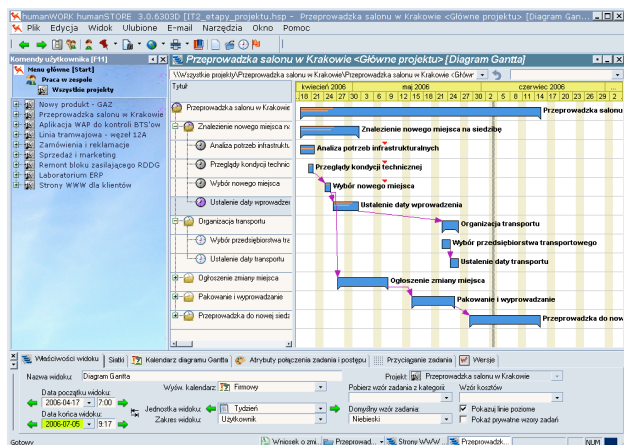 humanWORK humanSTORE 3.0.6303D [IT2_etapy_projektu.hsp - Przeprowadzka salonu w Krakowie <Główne projektu> [Diagram Gan...
Plik Edycja Widok Ulubione E-mail Narzędzia Okno Pomoc
Komendy użytkownika [F11]
Przeprowadzka salonu w Krakowie <Główne projektu> [Diagram Gantta]
Menu główne [Start]
Praca w zespole
Wszystkie projekty
Nowy produkt - GAZ
Przeprowadzka salonu w Krakowie
Aplikacja WAP do kontroli BTS'ow
Linia tramwajowa - węzeł 12A
Zamówienia i reklamacje
Sprzedaż i marketing
Remont bloku zasilającego RDDG
Laboratorium ERP
Strony WWW dla klientów
\\Wszystkie projekty\Przeprowadzka salonu w Krakowie\Przeprowadzka salonu w Krakowie <Główr
Tytuł
kwiecień 2006 maj 2006 czerwiec 2006 ...
18 21 24 27 30 3 6 9 12 15 18 21 24 27 30 2 5 8 11 14 17 20 23 26 29 2
Przeprowadzka salonu w Krakowie
Przeprowadzka salonu
Znalezienie nowego miejsca na
Znalezienie nowego miejsca na siedzibę
Analiza potrzeb infrastruktu
Analiza potrzeb infrastrukturalnych
Przeglądy kondycji technic
Przeglądy kondycji technicznej
Wybór nowego miejsca
Wybór nowego miejsca
Ustalenie daty wprowadzer
Ustalenie daty wprowadzenia
Organizacja transportu
Organizacja transportu
Wybór przedsiębiorstwa tra
Wybór przedsiębiorstwa transportowego
Ustalenie daty transportu
Ustalenie daty transportu
Ogłoszenie zmiany miejsca
Ogłoszenie zmiany miejsca
Pakowanie i wyprowadzanie
Pakowanie i wyprowadzanie
Przeprowadzka do nowej siedz
Przeprowadzka do now
Właściwości widoku Siatki Kalendarz diagramu Gantta Atrybuty połączenia zadania i postępu Przyciąganie zadania Wersje
Nazwa widoku: Diagram Gantta
Projekt: Przeprowadzka salonu w Krakowie
Data początku widoku:
2006-04-17 7:00
Data końca widoku:
2006-07-05 9:17
Wyśw. kalendarz: Firmowy
Jednostka widoku: Tydzień
Zakres widoku: Użytkownik
Pobierz wzór zadania z kategorii: Wzór kosztów
Domyślny wzór zadania:
Niebieski
Pokazuj linie poziome
Pokaż prywatne wzory zadań
Gotowy
Wniosek o zmi... Przeprowad... Strony WWW ... Przeprowadzk... NUM